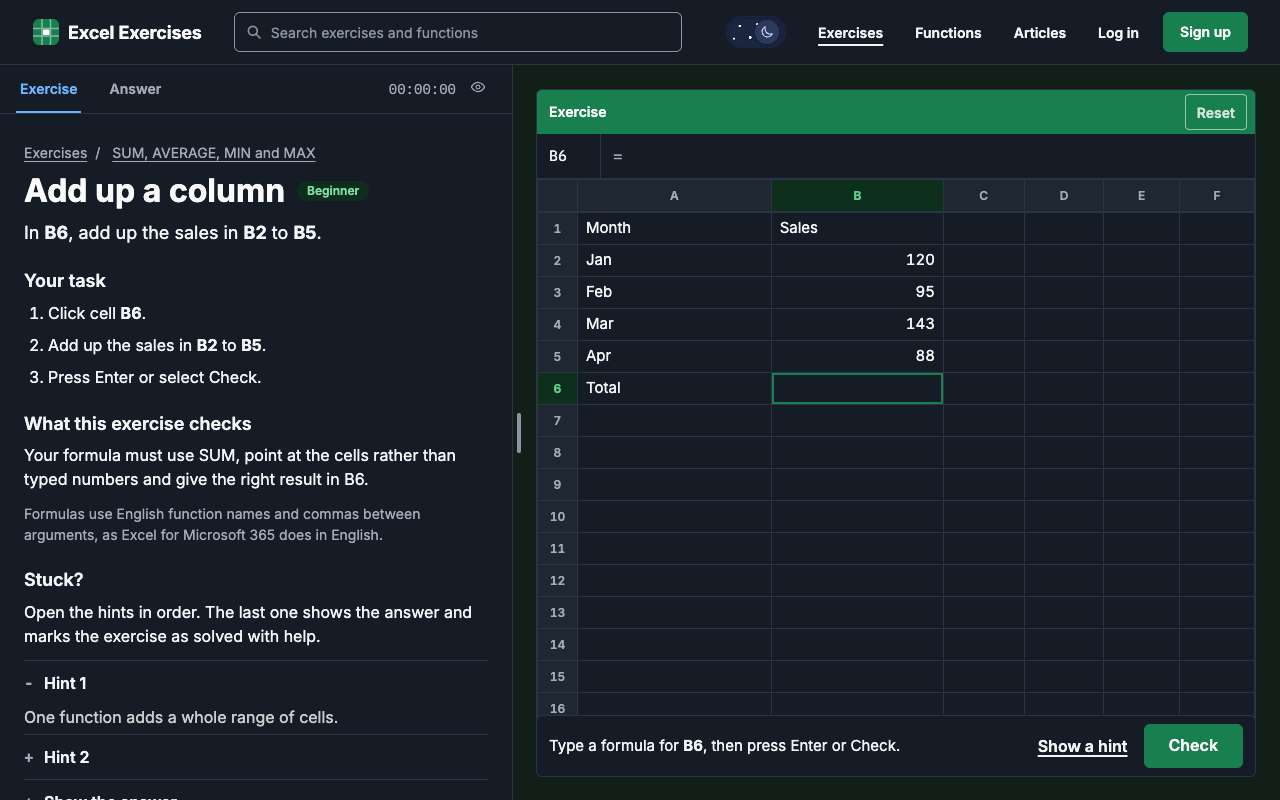 Excel Exercises
Search exercises and functions
Exercises
Functions
Articles
Log in
Sign up
Exercise
Answer
00:00:00
Exercises / SUM, AVERAGE, MIN and MAX
Add up a column
Beginner
In B6, add up the sales in B2 to B5.
Your task
1. Click cell B6.
2. Add up the sales in B2 to B5.
3. Press Enter or select Check.
What this exercise checks
Your formula must use SUM, point at the cells rather than
typed numbers and give the right result in B6.
Formulas use English function names and commas between
arguments, as Excel for Microsoft 365 does in English.
Stuck?
Open the hints in order. The last one shows the answer and
marks the exercise as solved with help.
- Hint 1
One function adds a whole range of cells.
+ Hint 2
+ Show the answer
Exercise
Reset
B6 =
A B C D E F
1 Month Sales
2 Jan 120
3 Feb 95
4 Mar 143
5 Apr 88
6 Total
7
8
9
10
11
12
13
14
15
16
Type a formula for B6, then press Enter or Check.
Show a hint
Check